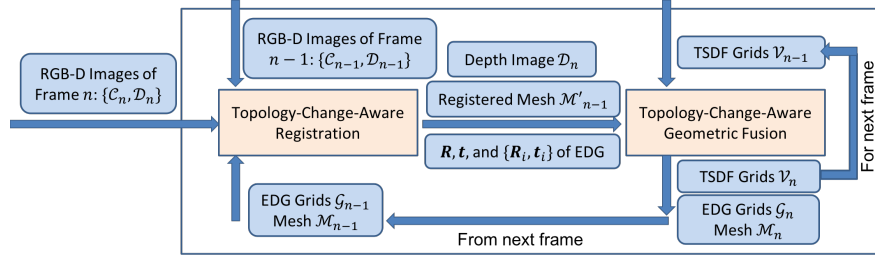 RGB-D Images of
Frame n: {𝒞ₙ, 𝒟ₙ}
RGB-D Images of Frame
n − 1: {𝒞ₙ₋₁, 𝒟ₙ₋₁}
Topology-Change-Aware
Registration
Depth Image 𝒟ₙ
Registered Mesh ℳ′ₙ₋₁
R, t, and {Rᵢ, tᵢ} of EDG
TSDF Grids 𝒱ₙ₋₁
Topology-Change-Aware
Geometric Fusion
TSDF Grids 𝒱ₙ
EDG Grids 𝒢ₙ
Mesh ℳₙ
For next frame
EDG Grids 𝒢ₙ₋₁
Mesh ℳₙ₋₁
From next frame